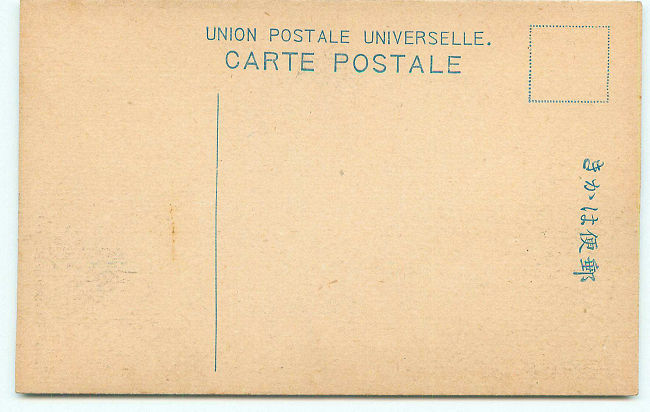 UNION POSTALE UNIVERSELLE.
CARTE POSTALE
きかは便郵